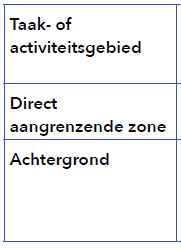 Taak- of
activiteitsgebied
Direct
aangrenzende zone
Achtergrond